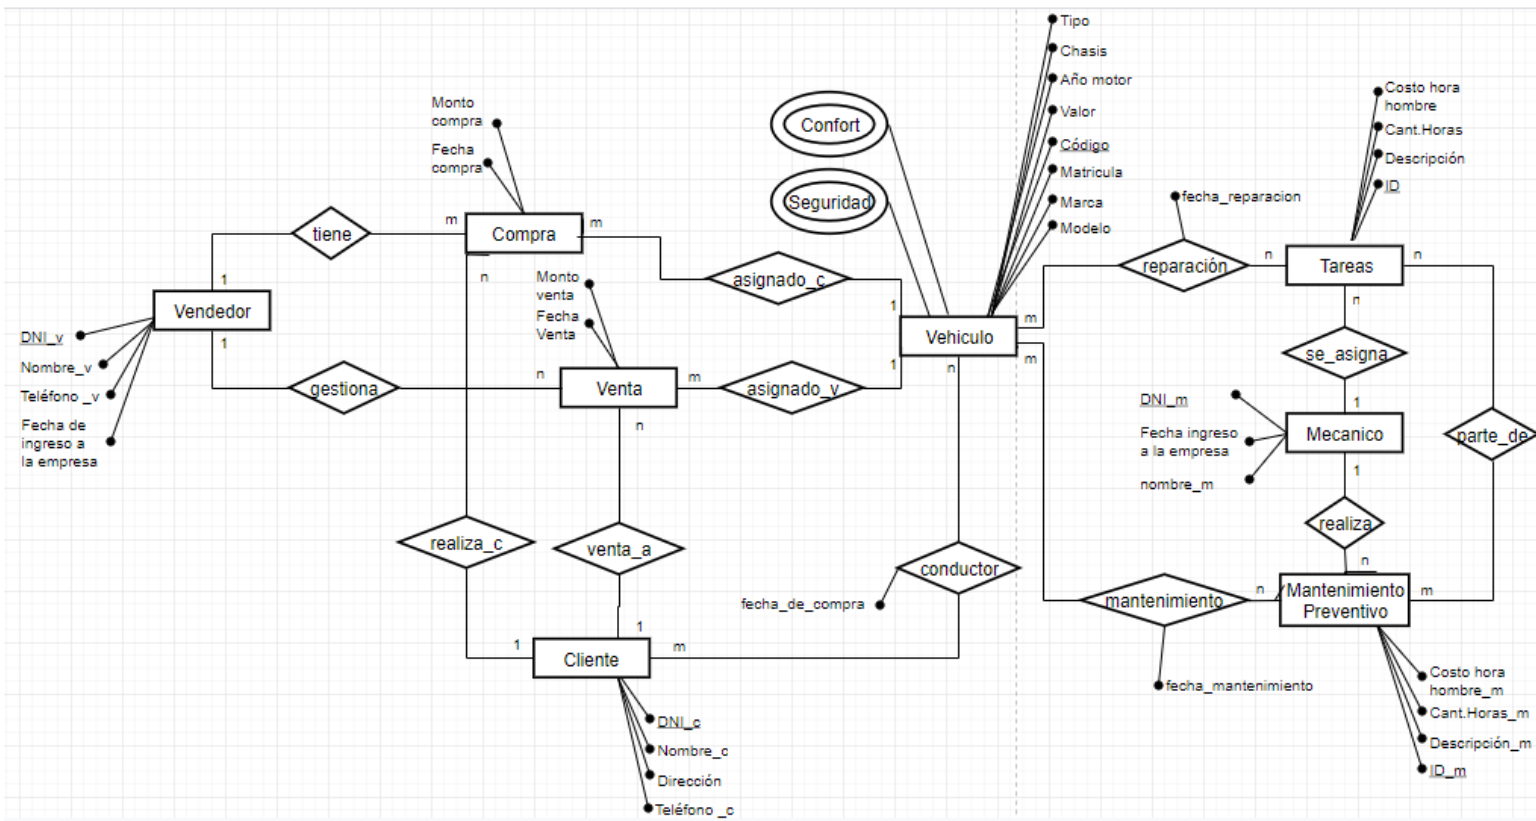 Tipo
Chasis
Año motor
Valor
Código
Matricula
Marca
Modelo
Costo hora
hombre
Cant.Horas
Descripción
ID
Monto
compra
Fecha
compra
Confort
Seguridad
fecha_reparacion
m
Compra
m
tiene
n
1
asignado_c
1
reparación
n
Tareas
n
m
n
Monto
venta
Fecha
Venta
Vendedor
1
DNI_v
Nombre_v
Teléfono _v
Fecha de
ingreso a
la empresa
gestiona
n
Venta
m
asignado_v
1
Vehiculo
m
n
n
se_asigna
1
DNI_m
Fecha ingreso
a la empresa
nombre_m
Mecanico
1
parte_de
realiza
n
realiza_c
venta_a
conductor
fecha_de_compra
mantenimiento
n
Mantenimiento
Preventivo
m
fecha_mantenimiento
1
1
Cliente
m
DNI_c
Nombre_c
Dirección
Teléfono _c
Costo hora
hombre_m
Cant.Horas_m
Descripción_m
ID_m